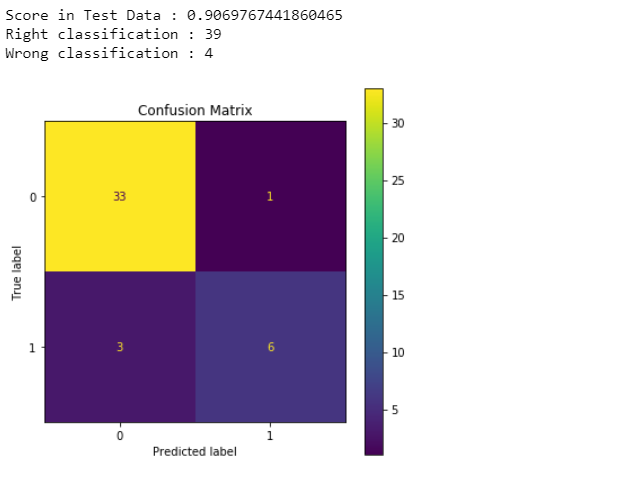 Score in Test Data : 0.9069767441860465
Right classification : 39
Wrong classification : 4
Confusion Matrix
30
25
20
15
10
5
True label
0
33
1
1
3
6
0
1
Predicted label